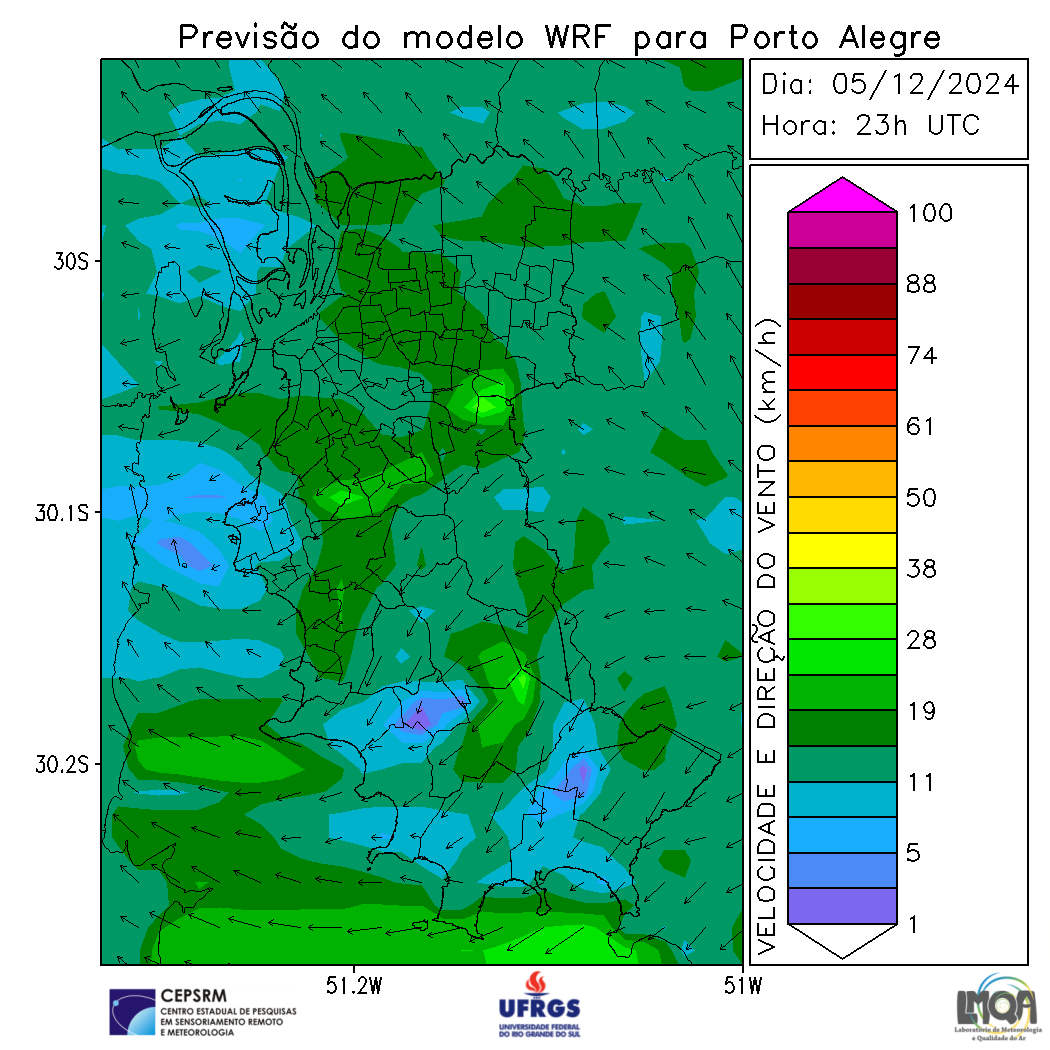 Previsão do modelo WRF para Porto Alegre
Dia: 05/12/2024
Hora: 23h UTC
30S
30.1S
30.2S
51.2W
51W
VELOCIDADE E DIREÇÃO DO VENTO (km/h)
100
88
74
61
50
38
28
19
11
5
1
CEPSRM
CENTRO ESTADUAL DE PESQUISAS
EM SENSORIAMENTO REMOTO
E METEOROLOGIA
UFRGS
UNIVERSIDADE FEDERAL
DO RIO GRANDE DO SUL
LMQA
Laboratório de Meteorologia
e Qualidade do Ar